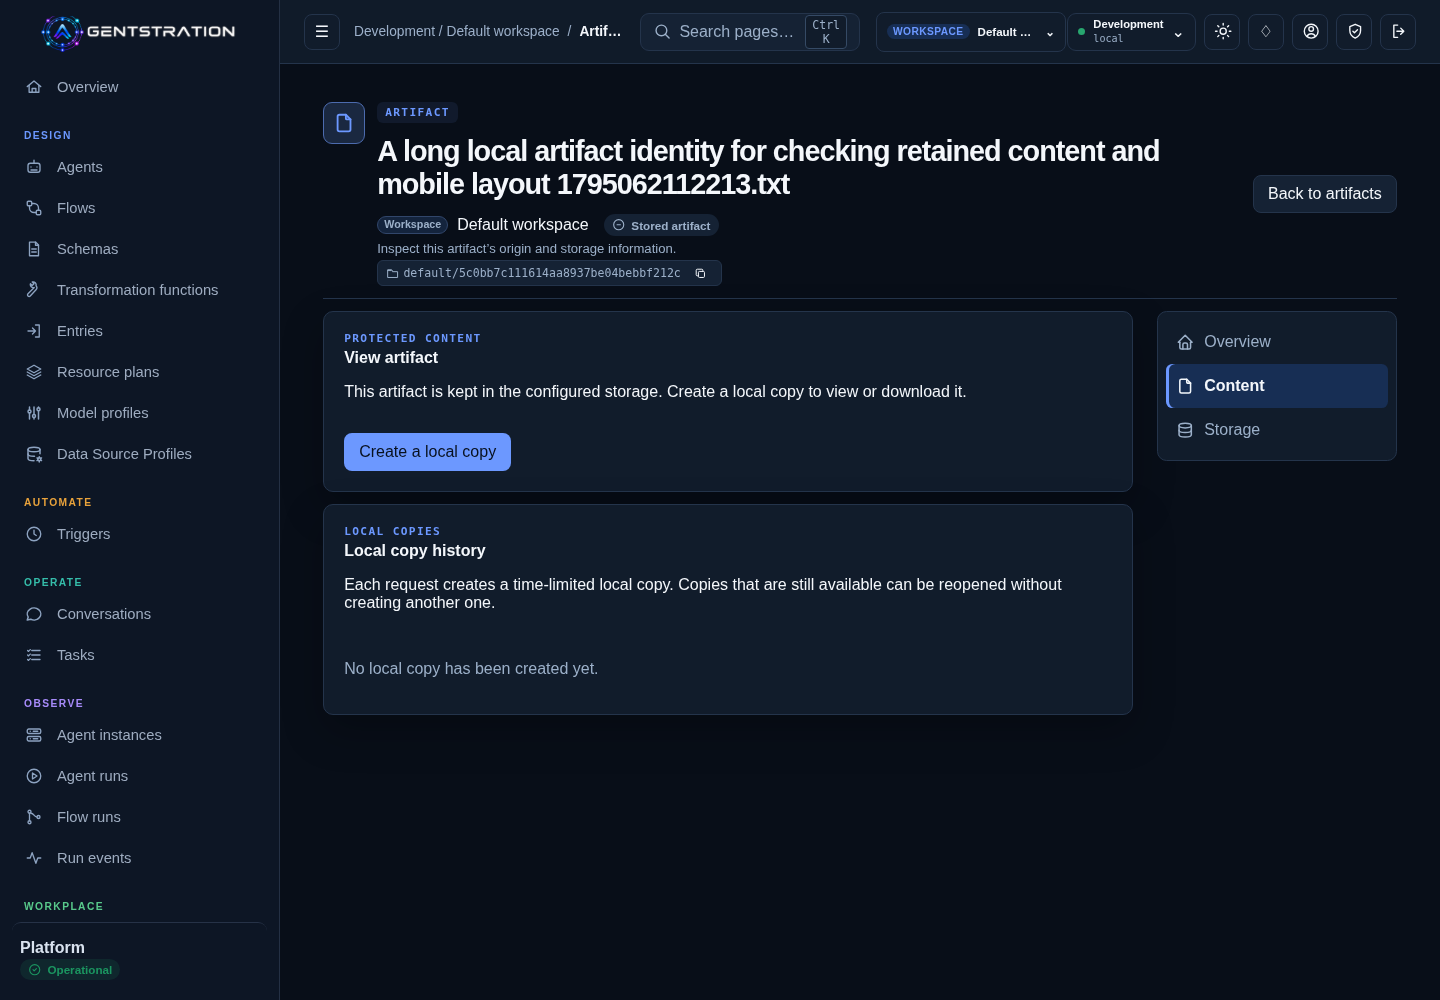 GENTSTRATION
Overview
DESIGN
Agents
Flows
Schemas
Transformation functions
Entries
Resource plans
Model profiles
Data Source Profiles
AUTOMATE
Triggers
OPERATE
Conversations
Tasks
OBSERVE
Agent instances
Agent runs
Flow runs
Run events
WORKPLACE
Platform
Operational
☰
Development / Default workspace / Artif…
Search pages…
Ctrl
K
WORKSPACE Default …
Development
local
ARTIFACT
A long local artifact identity for checking retained content and
mobile layout 1795062112213.txt
Back to artifacts
Workspace Default workspace Stored artifact
Inspect this artifact's origin and storage information.
default/5c0bb7c111614aa8937be04bebbf212c
PROTECTED CONTENT
View artifact
This artifact is kept in the configured storage. Create a local copy to view or download it.
Create a local copy
LOCAL COPIES
Local copy history
Each request creates a time-limited local copy. Copies that are still available can be reopened without
creating another one.
No local copy has been created yet.
Overview
Content
Storage